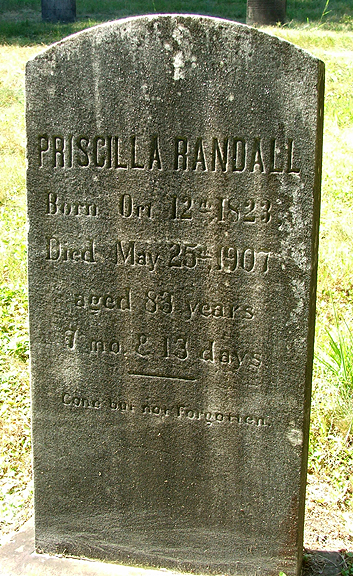 PRISCILLA RANDALL
Born Oct. 12th 1823
Died May 25th 1907
aged 83 years
7 mo. & 13 days
Gone but not Forgotten.